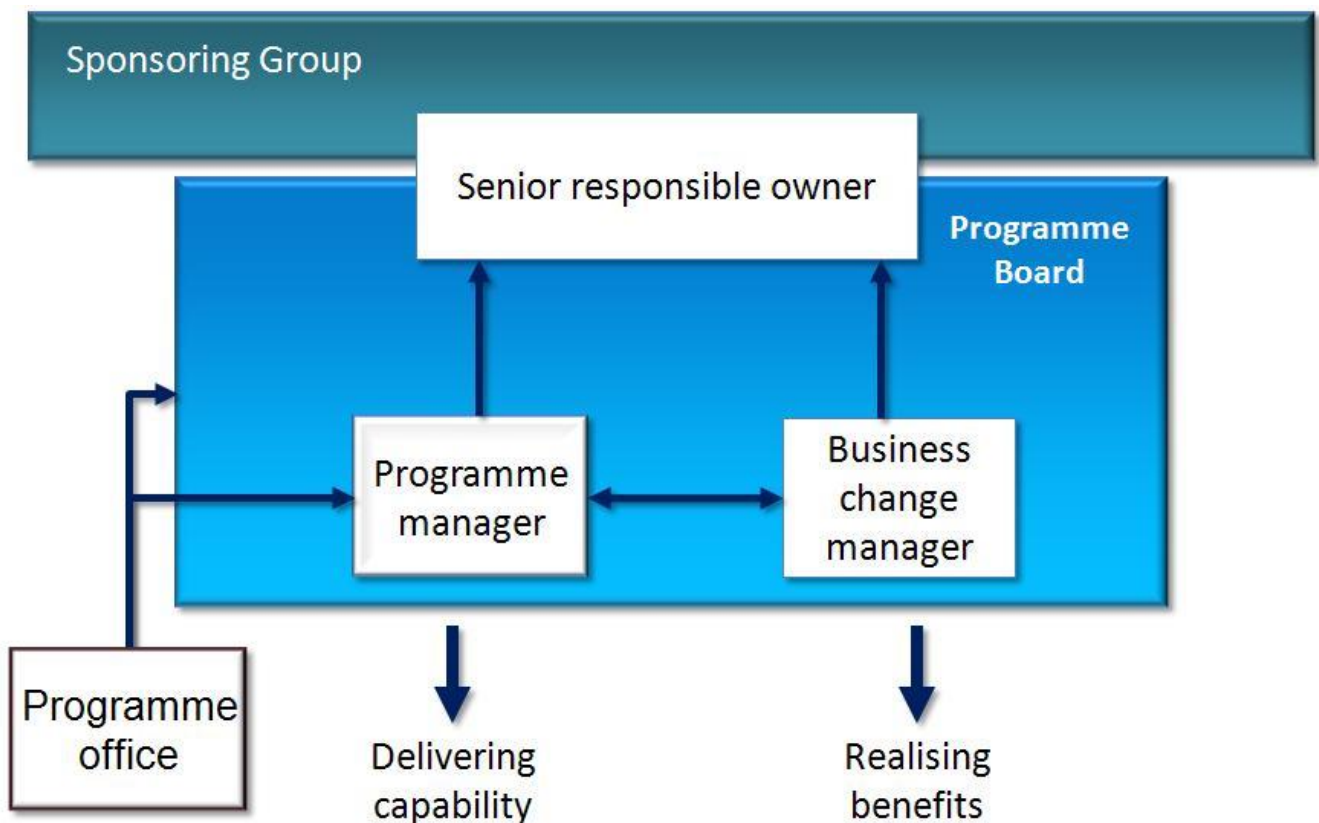 Sponsoring Group
Senior responsible owner
Programme
Board
Programme
manager
Business
change
manager
Programme
office
Delivering
capability
Realising
benefits